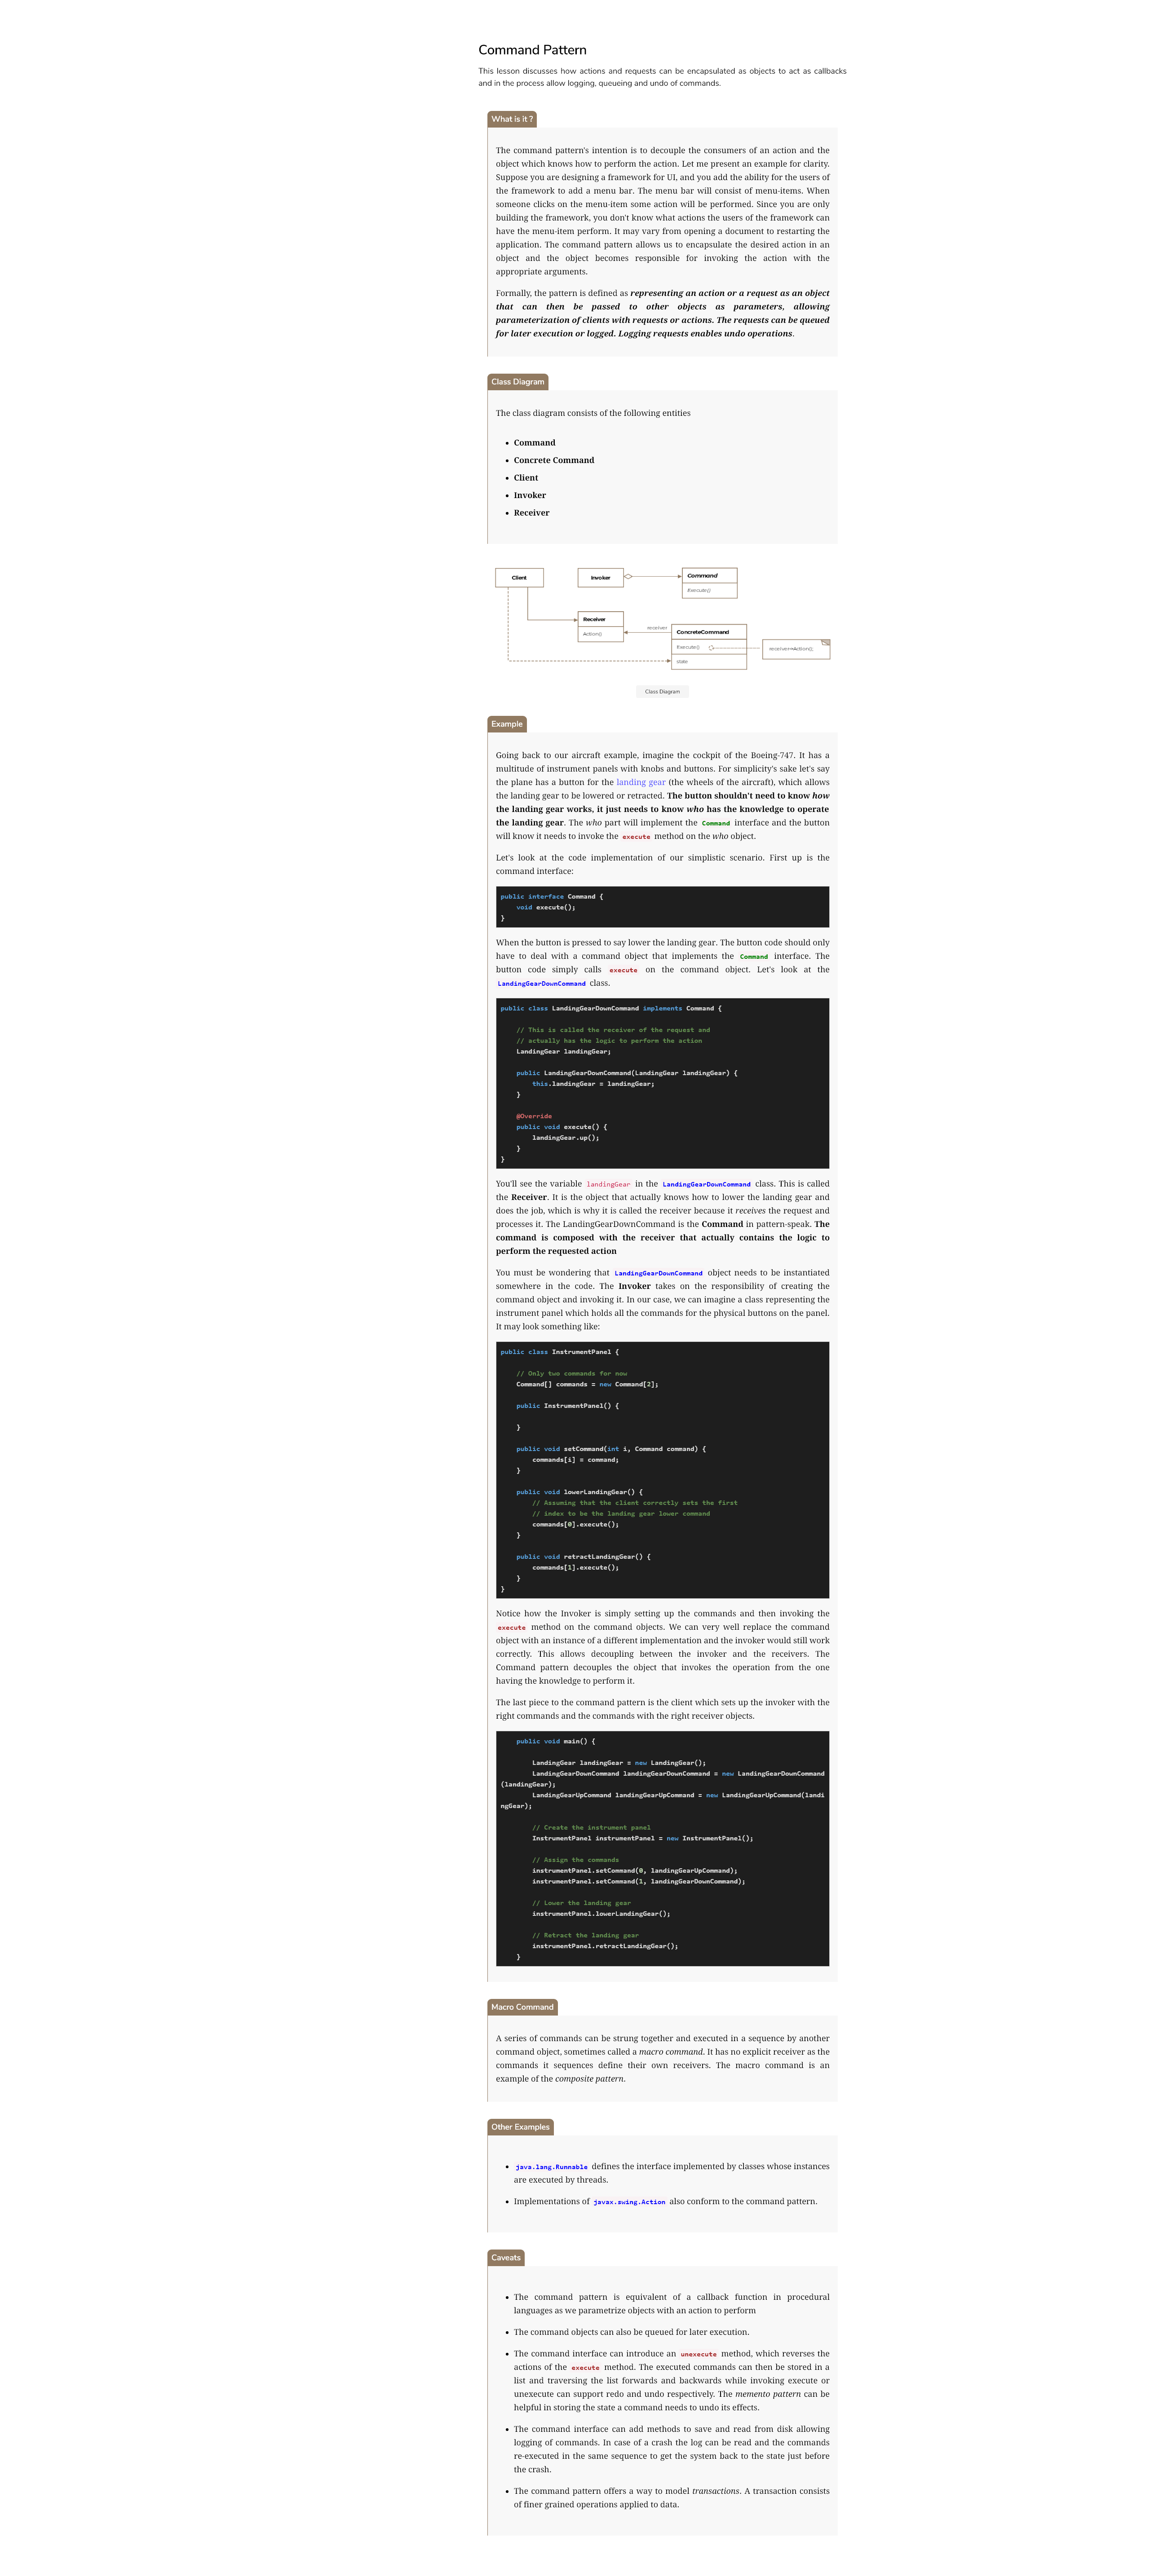 Command Pattern
This lesson discusses how actions and requests can be encapsulated as objects to act as callbacks
and in the process allow logging, queueing and undo of commands.
What is it ?
The command pattern's intention is to decouple the consumers of an action and the
object which knows how to perform the action. Let me present an example for clarity.
Suppose you are designing a framework for UI, and you add the ability for the users of
the framework to add a menu bar. The menu bar will consist of menu-items. When
someone clicks on the menu-item some action will be performed. Since you are only
building the framework, you don't know what actions the users of the framework can
have the menu-item perform. It may vary from opening a document to restarting the
application. The command pattern allows us to encapsulate the desired action in an
object and the object becomes responsible for invoking the action with the
appropriate arguments.
Formally, the pattern is defined as representing an action or a request as an object
that can then be passed to other objects as parameters, allowing
parameterization of clients with requests or actions. The requests can be queued
for later execution or logged. Logging requests enables undo operations.
Class Diagram
The class diagram consists of the following entities
• Command
• Concrete Command
• Client
• Invoker
• Receiver
Client
Invoker
Command
Execute()
Receiver
Action()
receiver
ConcreteCommand
Execute()
state
receiver->Action();
Class Diagram
Example
Going back to our aircraft example, imagine the cockpit of the Boeing-747. It has a
multitude of instrument panels with knobs and buttons. For simplicity's sake let's say
the plane has a button for the landing gear (the wheels of the aircraft), which allows
the landing gear to be lowered or retracted. The button shouldn't need to know how
the landing gear works, it just needs to know who has the knowledge to operate
the landing gear. The who part will implement the Command interface and the button
will know it needs to invoke the execute method on the who object.
Let's look at the code implementation of our simplistic scenario. First up is the
command interface:
public interface Command {
    void execute();
}
When the button is pressed to say lower the landing gear. The button code should only
have to deal with a command object that implements the Command interface. The
button code simply calls execute on the command object. Let's look at the
LandingGearDownCommand class.
public class LandingGearDownCommand implements Command {
    // This is called the receiver of the request and
    // actually has the logic to perform the action
    LandingGear landingGear;
    public LandingGearDownCommand(LandingGear landingGear) {
        this.landingGear = landingGear;
    }
    @Override
    public void execute() {
        landingGear.up();
    }
}
You'll see the variable landingGear in the LandingGearDownCommand class. This is called
the Receiver. It is the object that actually knows how to lower the landing gear and
does the job, which is why it is called the receiver because it receives the request and
processes it. The LandingGearDownCommand is the Command in pattern-speak. The
command is composed with the receiver that actually contains the logic to
perform the requested action
You must be wondering that LandingGearDownCommand object needs to be instantiated
somewhere in the code. The Invoker takes on the responsibility of creating the
command object and invoking it. In our case, we can imagine a class representing the
instrument panel which holds all the commands for the physical buttons on the panel.
It may look something like:
public class InstrumentPanel {
    // Only two commands for now
    Command[] commands = new Command[2];
    public InstrumentPanel() {
    }
    public void setCommand(int i, Command command) {
        commands[i] = command;
    }
    public void lowerLandingGear() {
        // Assuming that the client correctly sets the first
        // index to be the landing gear lower command
        commands[0].execute();
    }
    public void retractLandingGear() {
        commands[1].execute();
    }
}
Notice how the Invoker is simply setting up the commands and then invoking the
execute method on the command objects. We can very well replace the command
object with an instance of a different implementation and the invoker would still work
correctly. This allows decoupling between the invoker and the receivers. The
Command pattern decouples the object that invokes the operation from the one
having the knowledge to perform it.
The last piece to the command pattern is the client which sets up the invoker with the
right commands and the commands with the right receiver objects.
    public void main() {
        LandingGear landingGear = new LandingGear();
        LandingGearDownCommand landingGearDownCommand = new LandingGearDownCommand
(landingGear);
        LandingGearUpCommand landingGearUpCommand = new LandingGearUpCommand(landi
ngGear);
        // Create the instrument panel
        InstrumentPanel instrumentPanel = new InstrumentPanel();
        // Assign the commands
        instrumentPanel.setCommand(0, landingGearUpCommand);
        instrumentPanel.setCommand(1, landingGearDownCommand);
        // Lower the landing gear
        instrumentPanel.lowerLandingGear();
        // Retract the landing gear
        instrumentPanel.retractLandingGear();
    }
Macro Command
A series of commands can be strung together and executed in a sequence by another
command object, sometimes called a macro command. It has no explicit receiver as the
commands it sequences define their own receivers. The macro command is an
example of the composite pattern.
Other Examples
• java.lang.Runnable defines the interface implemented by classes whose instances
are executed by threads.
• Implementations of javax.swing.Action also conform to the command pattern.
Caveats
• The command pattern is equivalent of a callback function in procedural
languages as we parametrize objects with an action to perform
• The command objects can also be queued for later execution.
• The command interface can introduce an unexecute method, which reverses the
actions of the execute method. The executed commands can then be stored in a
list and traversing the list forwards and backwards while invoking execute or
unexecute can support redo and undo respectively. The memento pattern can be
helpful in storing the state a command needs to undo its effects.
• The command interface can add methods to save and read from disk allowing
logging of commands. In case of a crash the log can be read and the commands
re-executed in the same sequence to get the system back to the state just before
the crash.
• The command pattern offers a way to model transactions. A transaction consists
of finer grained operations applied to data.